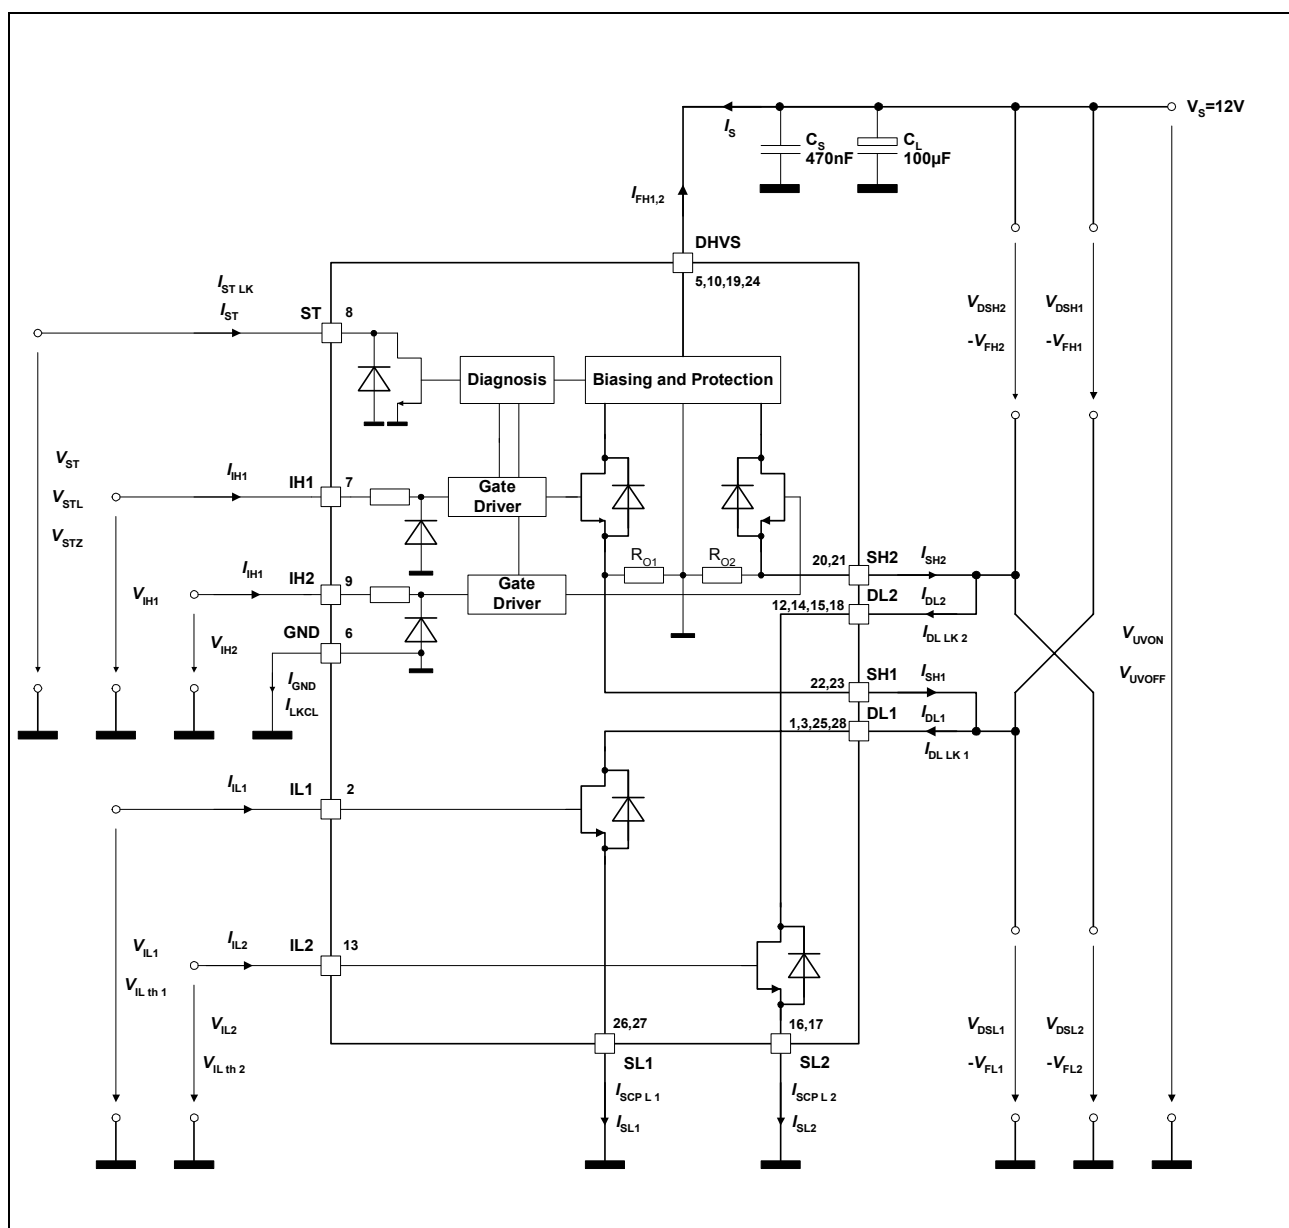 V_S=12V
I_S
C_S
470nF
C_L
100µF
I_FH1,2
DHVS
5,10,19,24
I_ST LK
I_ST
ST
8
V_DSH2
-V_FH2
V_DSH1
-V_FH1
Diagnosis
Biasing and Protection
V_ST
V_STL
V_STZ
I_IH1
IH1
7
Gate
Driver
R_O1
R_O2
20,21
SH2
I_SH2
I_IH1
IH2
9
Gate
Driver
DL2
I_DL2
12,14,15,18
I_DL LK 2
V_IH1
V_IH2
GND
6
I_GND
I_LKCL
V_UVON
V_UVOFF
SH1
I_SH1
22,23
DL1
I_DL1
1,3,25,28
I_DL LK 1
I_IL1
IL1
2
V_IL1
V_IL th 1
I_IL2
IL2
13
V_IL2
V_IL th 2
26,27
SL1
16,17
SL2
V_DSL1
-V_FL1
V_DSL2
-V_FL2
I_SCP L 1
I_SL1
I_SCP L 2
I_SL2